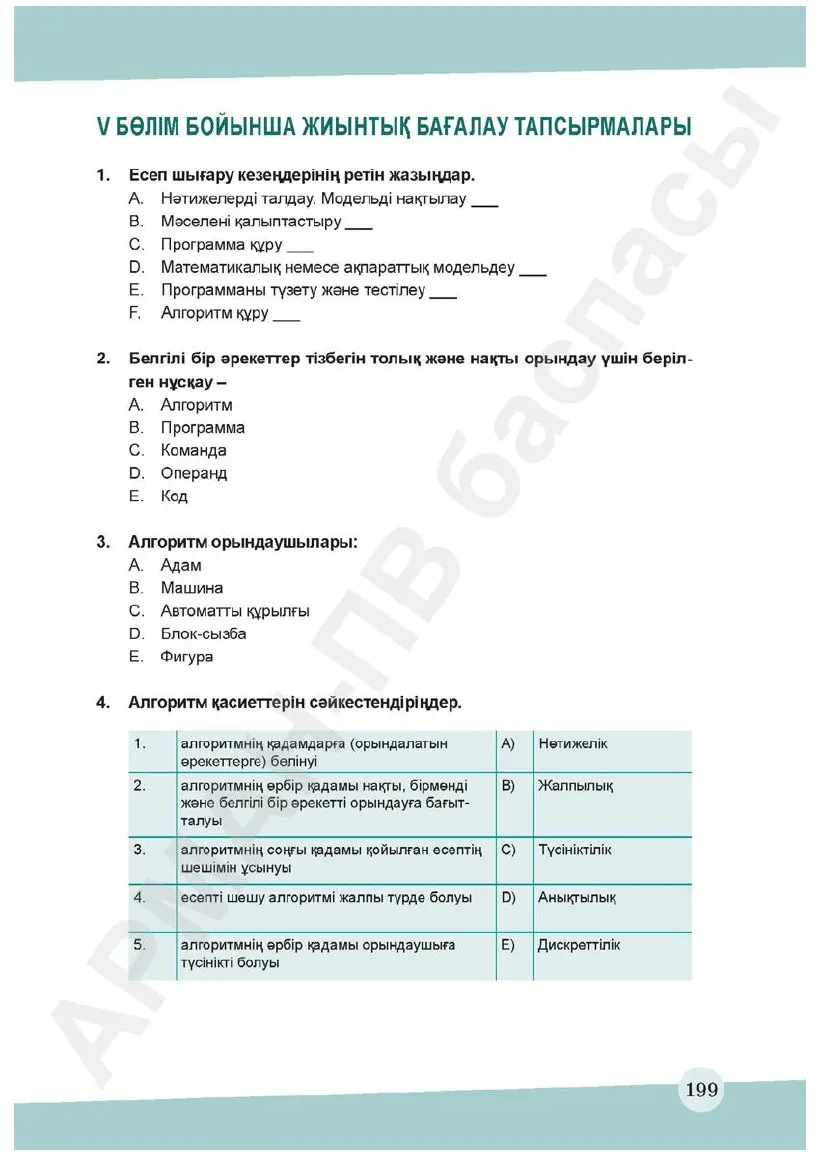 V БӨЛІМ БОЙЫНША ЖИЫНТЫҚ БАҒАЛАУ ТАПСЫРМАЛАРЫ
1. Есеп шығару кезеңдерінің ретін жазыңдар.
A. Нәтижелерді талдау. Модельді нақтылау ___
B. Мәселені қалыптастыру ___
C. Программа құру ___
D. Математикалық немесе ақпараттық модельдеу ___
E. Программаны түзету және тестілеу ___
F. Алгоритм құру ___
2. Белгілі бір әрекеттер тізбегін толық және нақты орындау үшін беріл-
ген нұсқау –
A. Алгоритм
B. Программа
C. Команда
D. Операнд
E. Код
3. Алгоритм орындаушылары:
A. Адам
B. Машина
C. Автоматты құрылғы
D. Блок-сызба
E. Фигура
4. Алгоритм қасиеттерін сәйкестендіріңдер.
1. алгоритмнің қадамдарға (орындалатын A) Нәтижелік
әрекеттерге) бөлінуі
2. алгоритмнің әрбір қадамы нақты, бірмәнді B) Жалпылық
және белгілі бір әрекетті орындауға бағыт-
талуы
3. алгоритмнің соңғы қадамы қойылған есептің C) Түсініктілік
шешімін ұсынуы
4. есепті шешу алгоритмі жалпы түрде болуы D) Анықтылық
5. алгоритмнің әрбір қадамы орындаушыға E) Дискреттілік
түсінікті болуы
199
АРМАН-ПВ баспасы